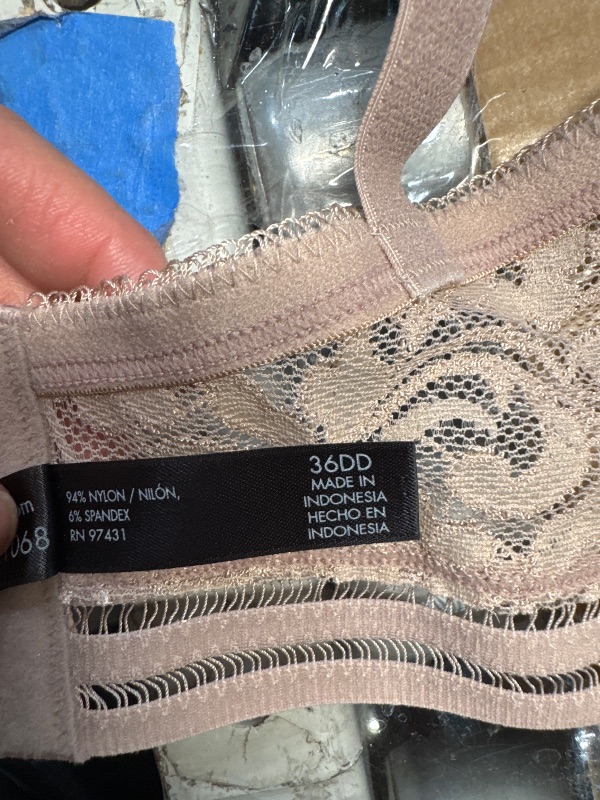 94% NYLON / NILÓN,
6% SPANDEX
RN 97431
36DD
MADE IN
INDONESIA
HECHO EN
INDONESIA